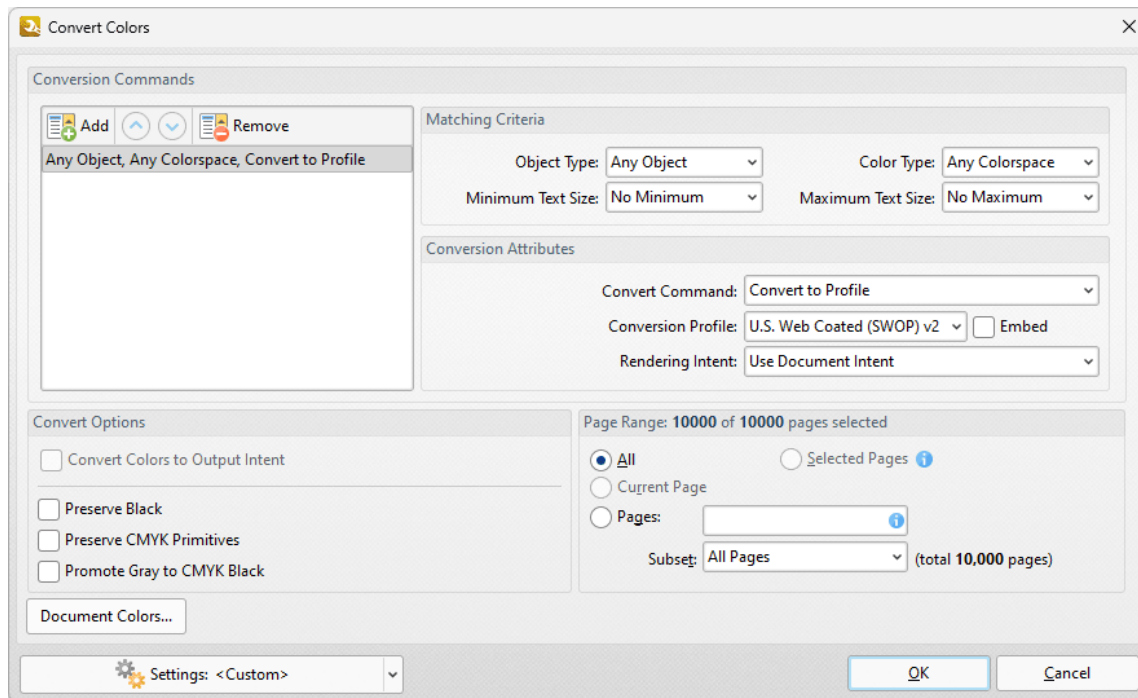 Convert Colors
Conversion Commands
Add
Remove
Any Object, Any Colorspace, Convert to Profile
Matching Criteria
Object Type: Any Object
Color Type: Any Colorspace
Minimum Text Size: No Minimum
Maximum Text Size: No Maximum
Conversion Attributes
Convert Command: Convert to Profile
Conversion Profile: U.S. Web Coated (SWOP) v2
Embed
Rendering Intent: Use Document Intent
Convert Options
Convert Colors to Output Intent
Preserve Black
Preserve CMYK Primitives
Promote Gray to CMYK Black
Page Range: 10000 of 10000 pages selected
All
Selected Pages
Current Page
Pages:
Subset: All Pages (total 10,000 pages)
Document Colors...
Settings: <Custom>
OK
Cancel